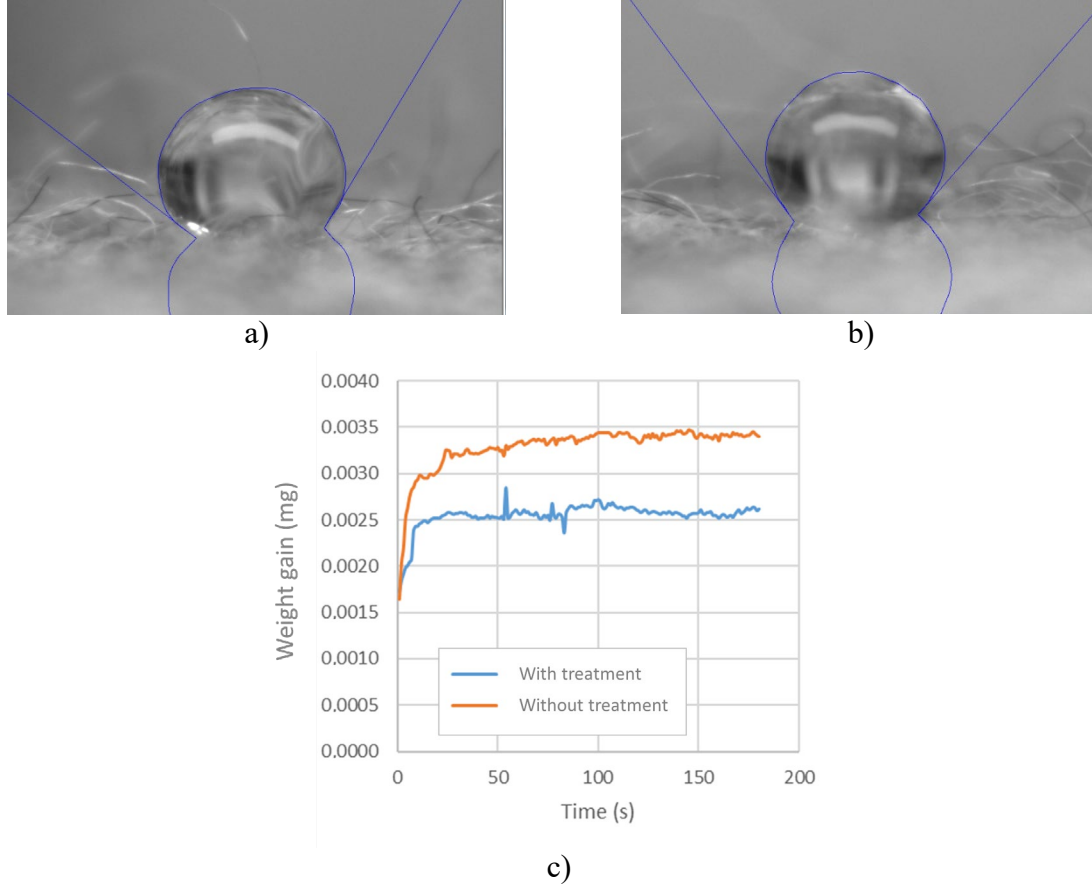 a)
b)
0.0040
0.0035
0.0030
0.0025
0.0020
0.0015
0.0010
0.0005
0.0000
Weight gain (mg)
With treatment
Without treatment
0 50 100 150 200
Time (s)
c)